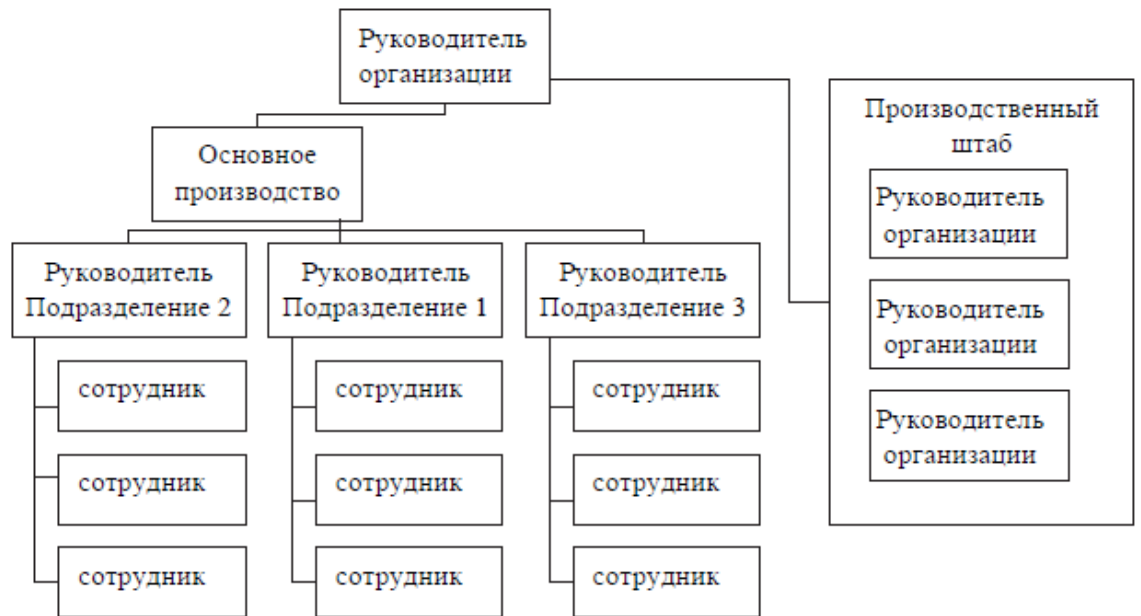 Руководитель
организации
Производственный
штаб
Основное
производство
Руководитель
организации
Руководитель
организации
Руководитель
организации
Руководитель
Подразделение 2
Руководитель
Подразделение 1
Руководитель
Подразделение 3
сотрудник
сотрудник
сотрудник
сотрудник
сотрудник
сотрудник
сотрудник
сотрудник
сотрудник